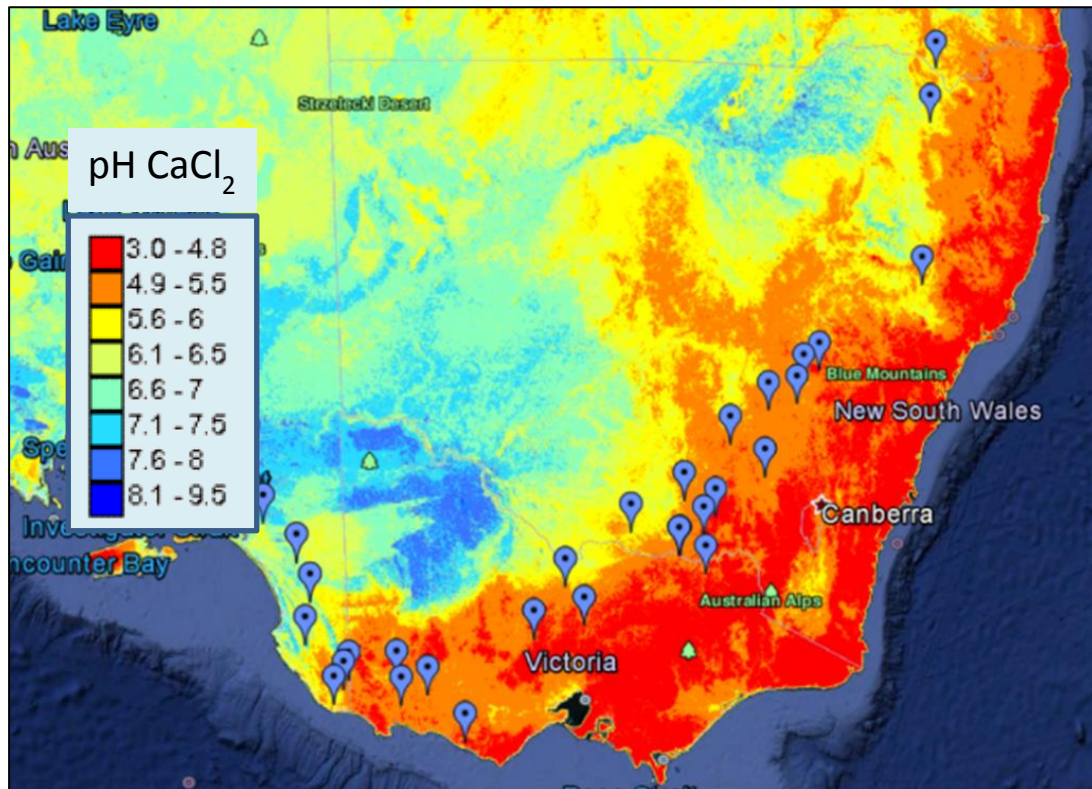 Lake Eyre
Strzelecki Desert
pH CaCl₂
3.0 - 4.8
4.9 - 5.5
5.6 - 6
6.1 - 6.5
6.6 - 7
7.1 - 7.5
7.6 - 8
8.1 - 9.5
Blue Mountains
New South Wales
Canberra
Australian Alps
Victoria